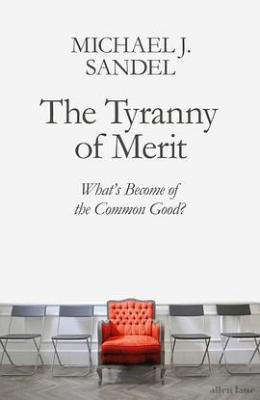 MICHAEL J.
SANDEL
The Tyranny
of Merit
What's Become of
the Common Good?
allen lane